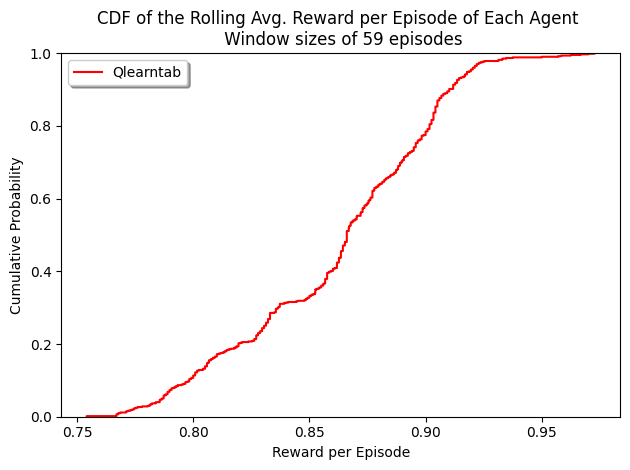 CDF of the Rolling Avg. Reward per Episode of Each Agent
Window sizes of 59 episodes
Qlearntab
Cumulative Probability
1.0
0.8
0.6
0.4
0.2
0.0
0.75
0.80
0.85
0.90
0.95
Reward per Episode